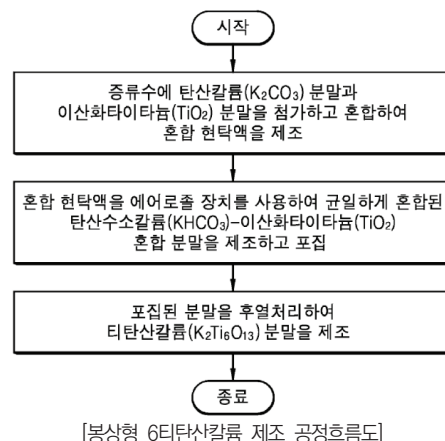 시작
증류수에 탄산칼륨(K₂CO₃) 분말과
이산화타이타늄(TiO₂) 분말을 첨가하고 혼합하여
혼합 현탁액을 제조
혼합 현탁액을 에어로졸 장치를 사용하여 균일하게 혼합된
탄산수소칼륨(KHCO₃)-이산화타이타늄(TiO₂)
혼합 분말을 제조하고 포집
포집된 분말을 후열처리하여
티탄산칼륨(K₂Ti₆O₁₃) 분말을 제조
종료
[봉상형 6티탄산칼륨 제조 공정흐름도]